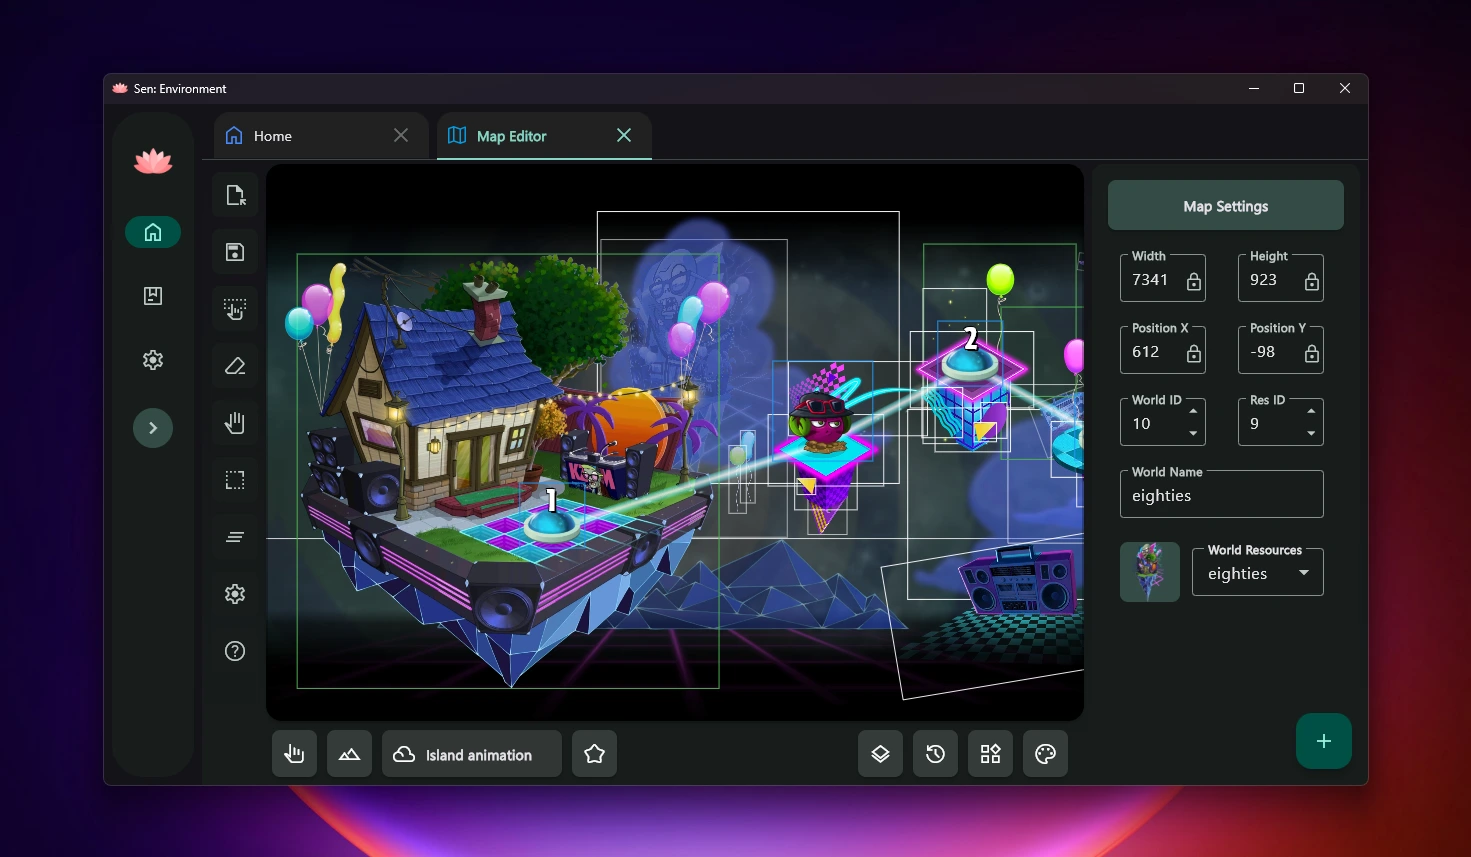 Sen: Environment
Home
Map Editor
Map Settings
Width
Height
7341
923
Position X
Position Y
612
-98
World ID
Res ID
10
9
World Name
eighties
World Resources
eighties
1
2
Island animation